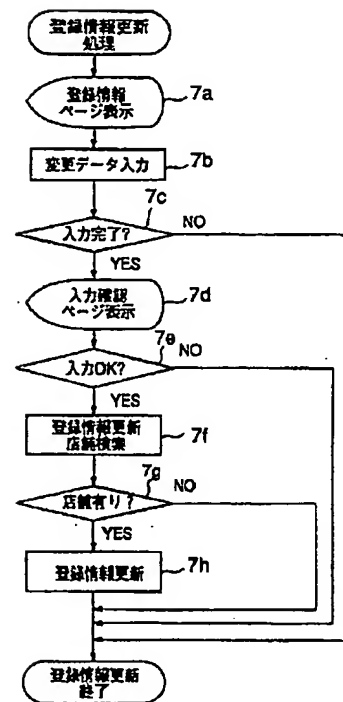 登録情報更新
処理
登録情報
ページ表示
7a
変更データ入力
7b
7c
入力完了?
NO
YES
入力確認
ページ表示
7d
7e
入力OK?
NO
YES
登録情報更新
店舗検索
7f
7g
店舗有り?
NO
YES
登録情報更新
7h
登録情報更新
終了